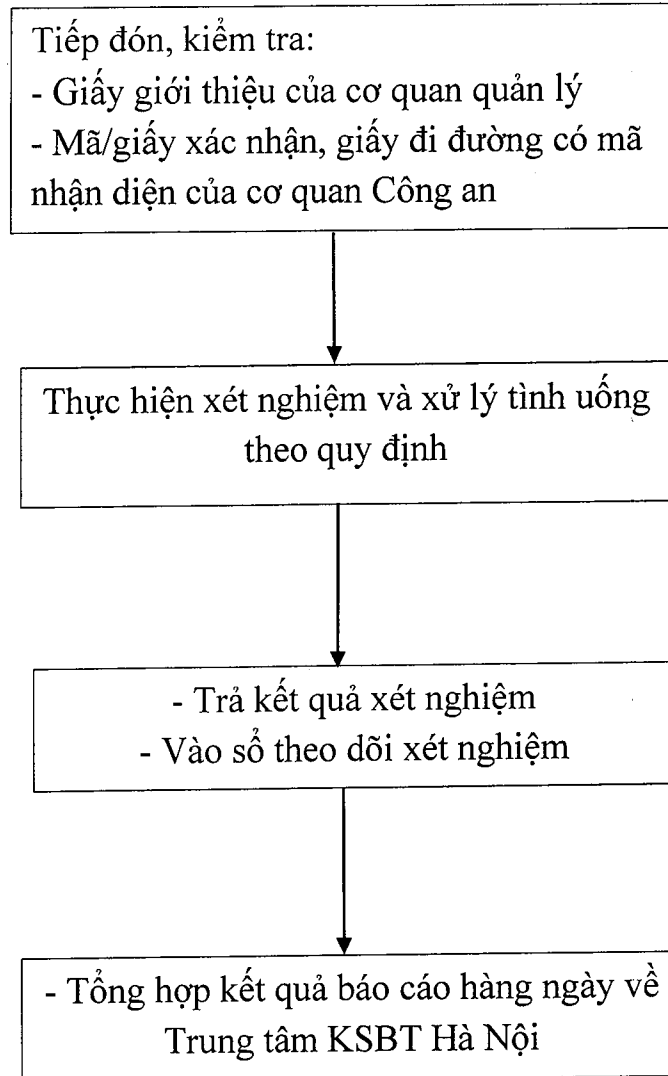 Tiếp đón, kiểm tra:
- Giấy giới thiệu của cơ quan quản lý
- Mã/giấy xác nhận, giấy đi đường có mã
nhận diện của cơ quan Công an
Thực hiện xét nghiệm và xử lý tình uống
theo quy định
- Trả kết quả xét nghiệm
- Vào sổ theo dõi xét nghiệm
- Tổng hợp kết quả báo cáo hàng ngày về
Trung tâm KSBT Hà Nội